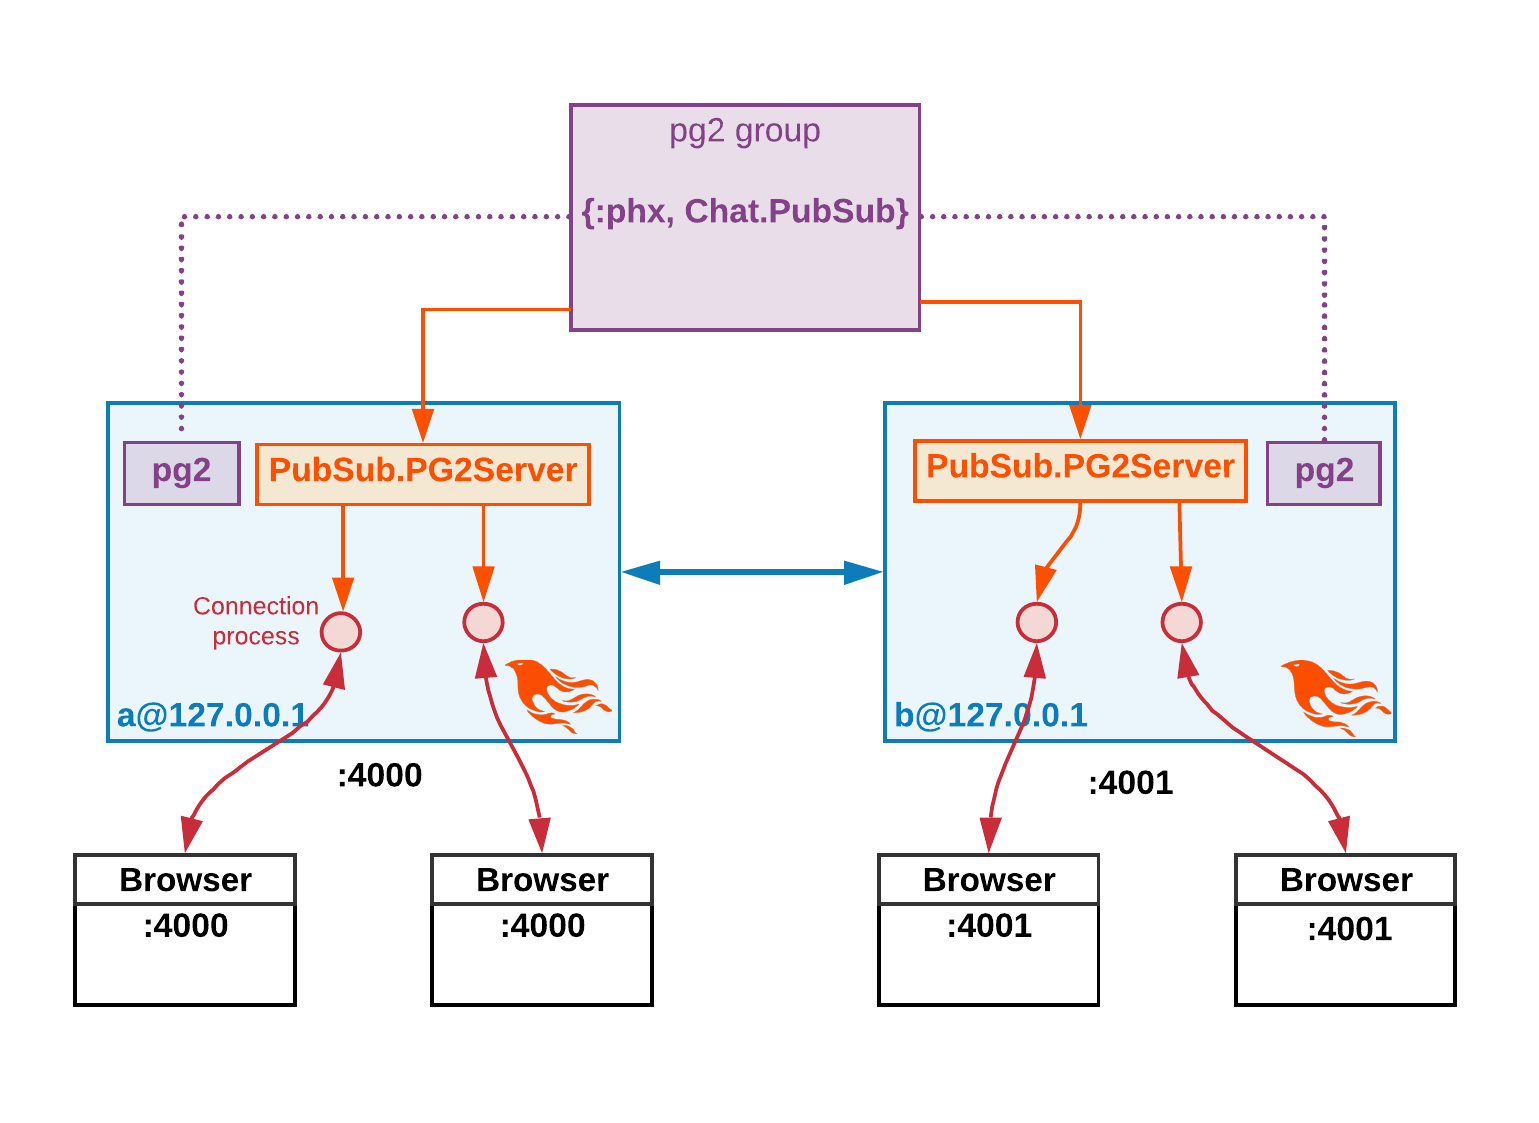 pg2 group
{:phx, Chat.PubSub}
pg2
PubSub.PG2Server
PubSub.PG2Server
pg2
Connection
process
a@127.0.0.1
b@127.0.0.1
:4000
:4001
Browser
:4000
Browser
:4000
Browser
:4001
Browser
:4001